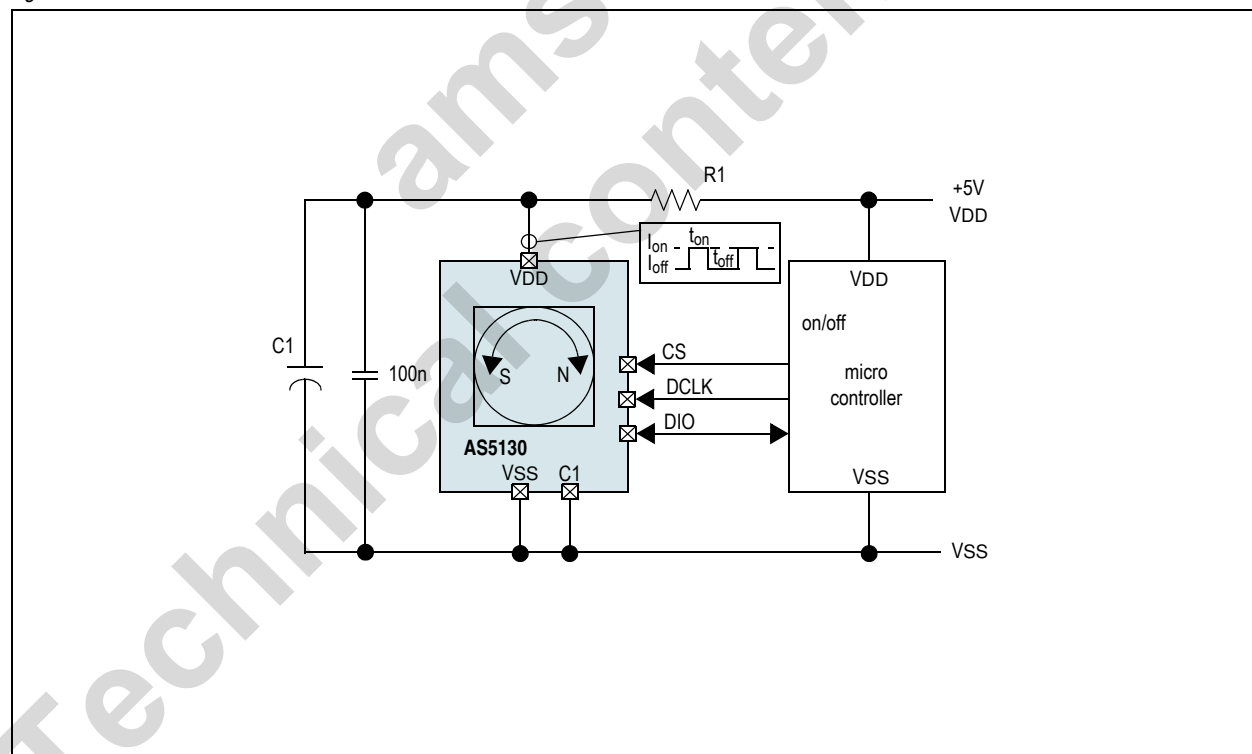 ams
Technical conten
R1
+5V
VDD
Ion
ton
Ioff
toff
VDD
VDD
on/off
C1
100n
S
N
CS
DCLK
DIO
micro
controller
AS5130
VSS
C1
VSS
VSS